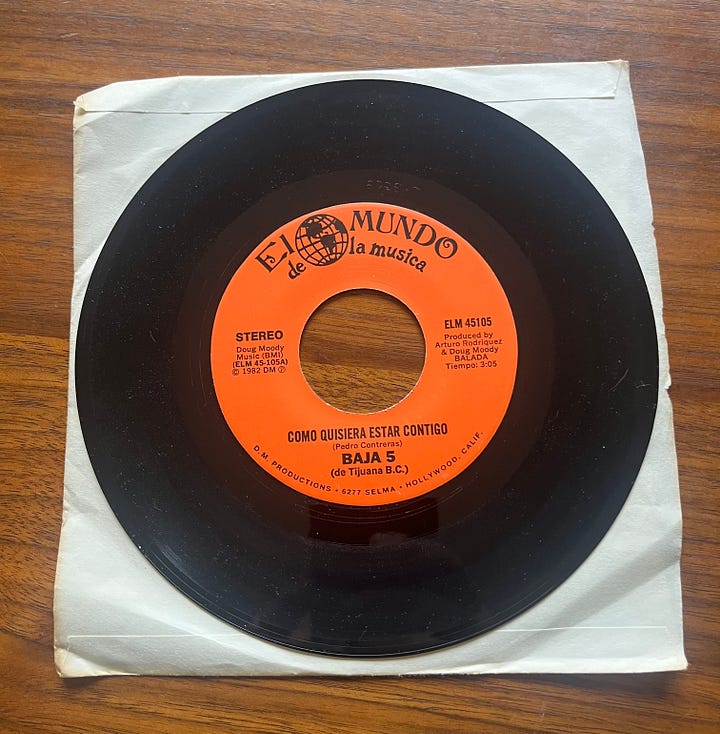 El MUNDO
de la musica
STEREO
Doug Moody
Music (BMI)
(ELM 45-105A)
© 1982 DM ℗
ELM 45105
Produced by
Arturo Rodriquez
& Doug Moody
BALADA
Tiempo: 3:05
COMO QUISIERA ESTAR CONTIGO
(Pedro Contreras)
BAJA 5
(de Tijuana B.C.)
D.M. PRODUCTIONS • 6277 SELMA • HOLLYWOOD, CALIF.